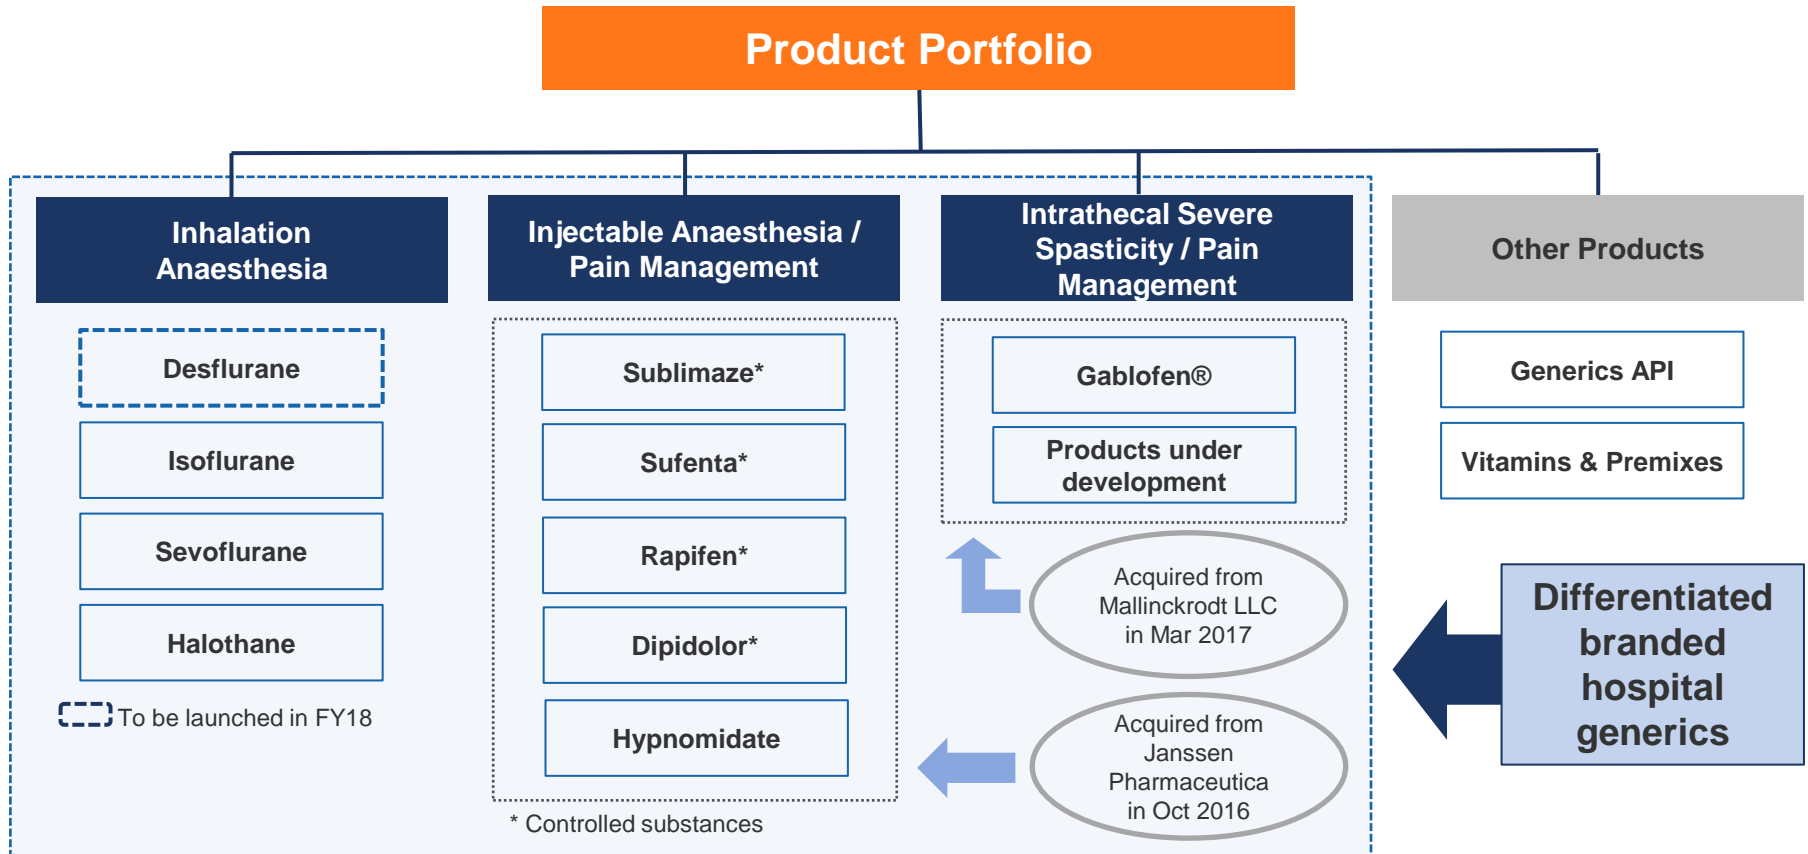 Product Portfolio
Inhalation
Anaesthesia
Desflurane
Isoflurane
Sevoflurane
Halothane
To be launched in FY18
Injectable Anaesthesia /
Pain Management
Sublimaze*
Sufenta*
Rapifen*
Dipidolor*
Hypnomidate
* Controlled substances
Intrathecal Severe
Spasticity / Pain
Management
Gablofen®
Products under
development
Acquired from
Mallinckrodt LLC
in Mar 2017
Acquired from
Janssen
Pharmaceutica
in Oct 2016
Other Products
Generics API
Vitamins & Premixes
Differentiated
branded
hospital
generics